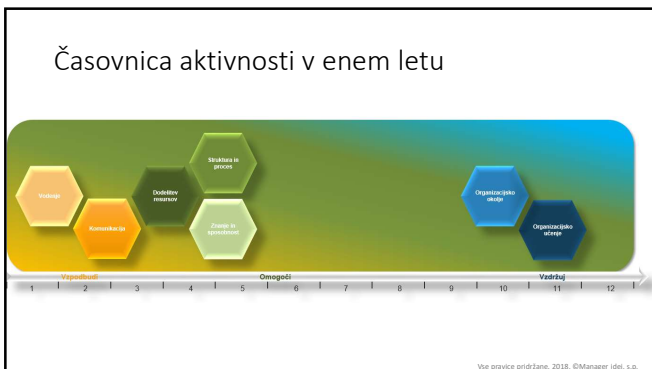 Časovnica aktivnosti v enem letu
Struktura in
proces
Vodenje
Dodelitev
resursov
Organizacijsko
okolje
Komunikacija
Znanje in
sposobnost
Organizacijsko
učenje
Vzpodbudi
Omogoči
Vzdržuj
1 2 3 4 5 6 7 8 9 10 11 12
Vse pravice pridržane, 2018, ©Manager idej, s.p.